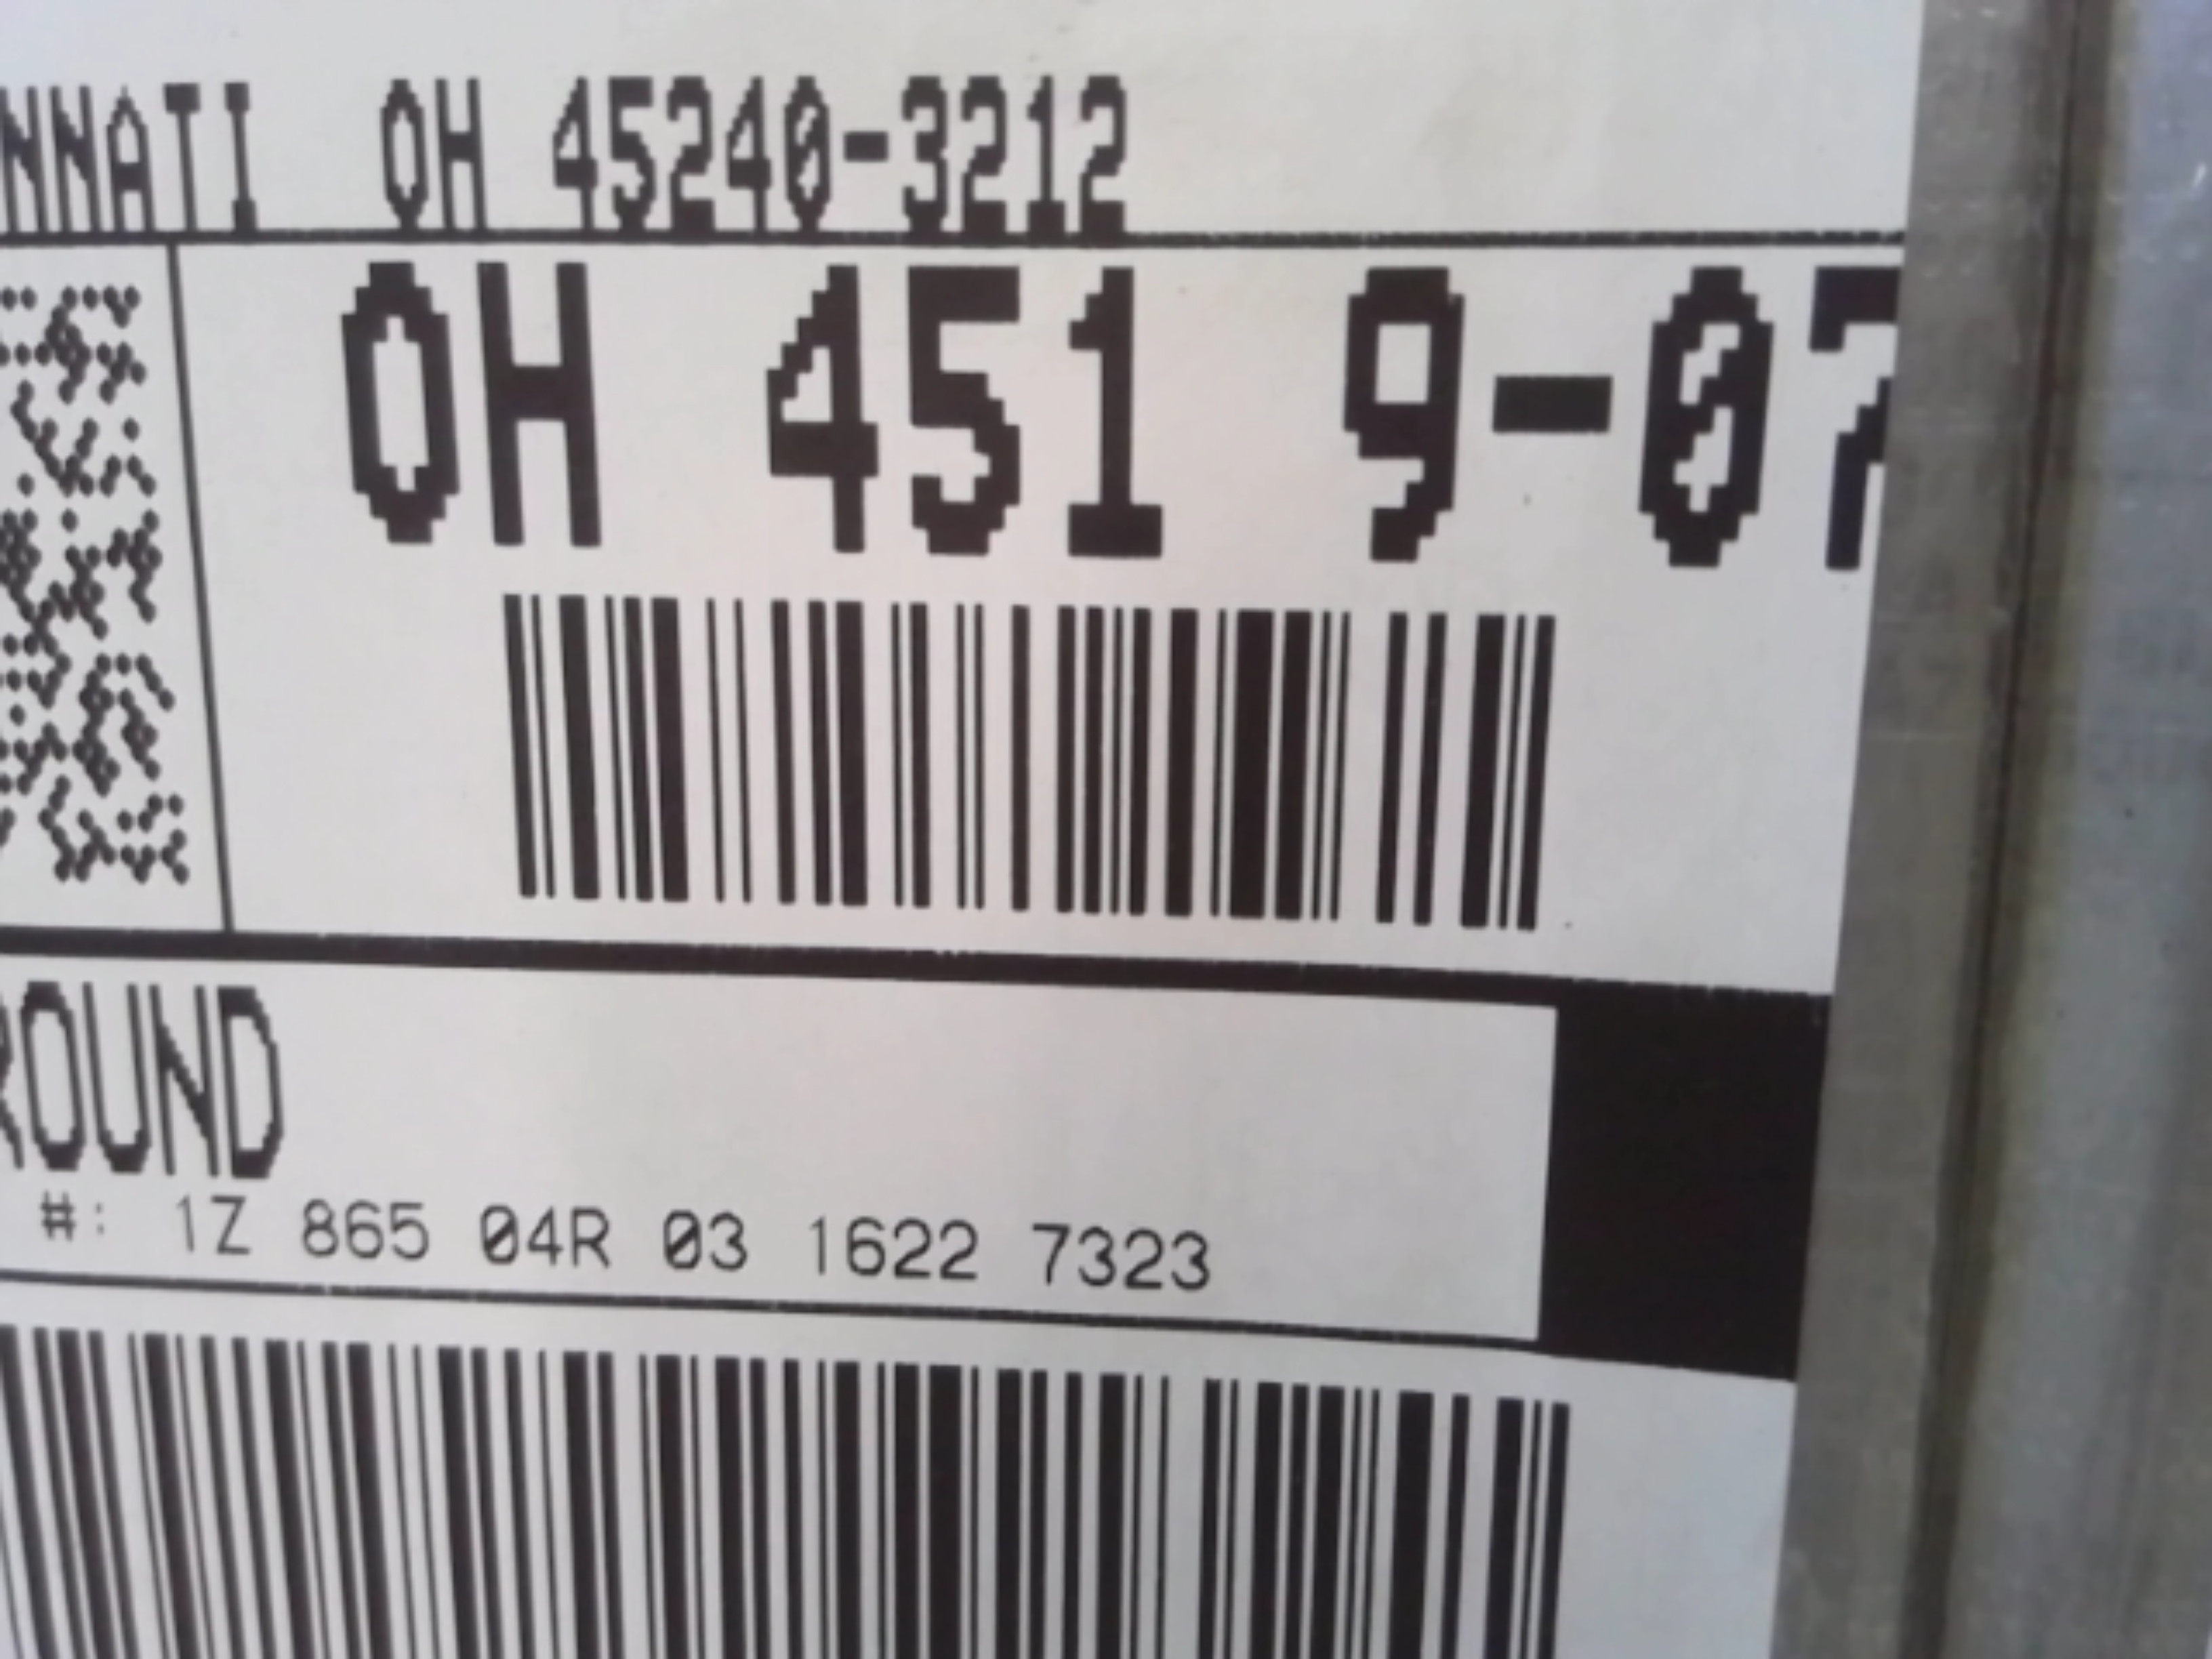 NNATI OH 45240-3212
OH 451 9-07
ROUND
#: 1Z 865 04R 03 1622 7323